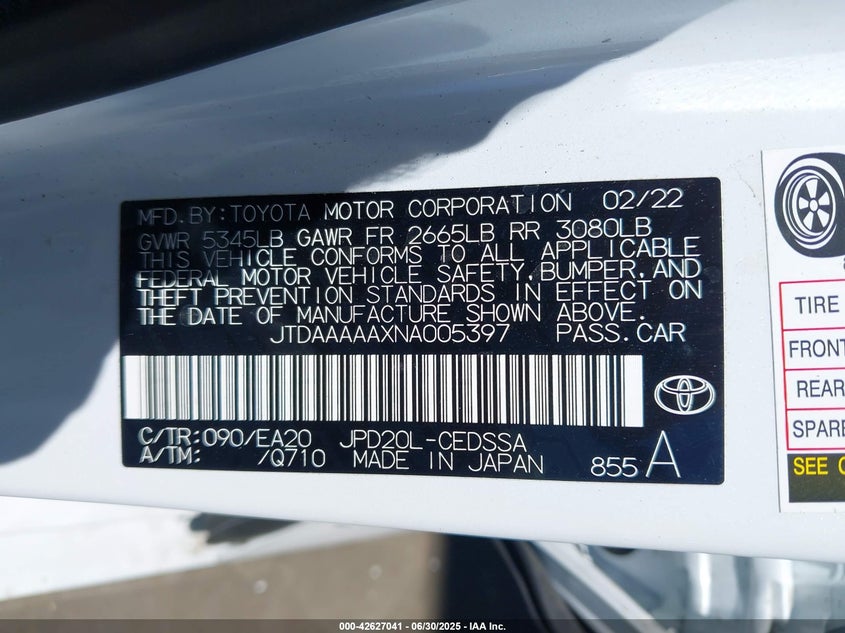 MFD. BY: TOYOTA MOTOR CORPORATION 02/22
GVWR 5345LB GAWR FR 2665LB RR 3080LB
THIS VEHICLE CONFORMS TO ALL APPLICABLE
FEDERAL MOTOR VEHICLE SAFETY, BUMPER, AND
THEFT PREVENTION STANDARDS IN EFFECT ON
THE DATE OF MANUFACTURE SHOWN ABOVE.
JTDAAAAAXNA005397 PASS.CAR
C/TR: 090/EA20 JPD20L-CEDSSA
A/TM: /Q710 MADE IN JAPAN 855 A
TIRE
FRONT
REAR
SPARE
SEE
000-42627041 / 06/30/2025 - IAA Inc.